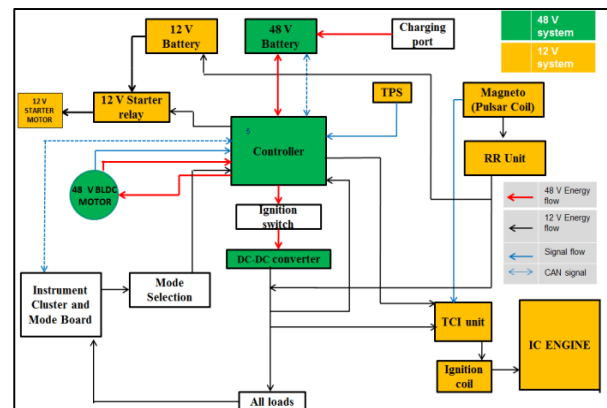 12 V
Battery
48 V
Battery
Charging
port
48 V
system
12 V
system
12 V
STARTER
MOTOR
12 V Starter
relay
TPS
Magneto
(Pulsar Coil)
5
Controller
RR Unit
48 V BLDC
MOTOR
Ignition
switch
48 V Energy
flow
12 V Energy
flow
Signal flow
CAN signal
DC-DC converter
Instrument
Cluster and
Mode Board
Mode
Selection
TCI unit
IC ENGINE
Ignition
coil
All loads